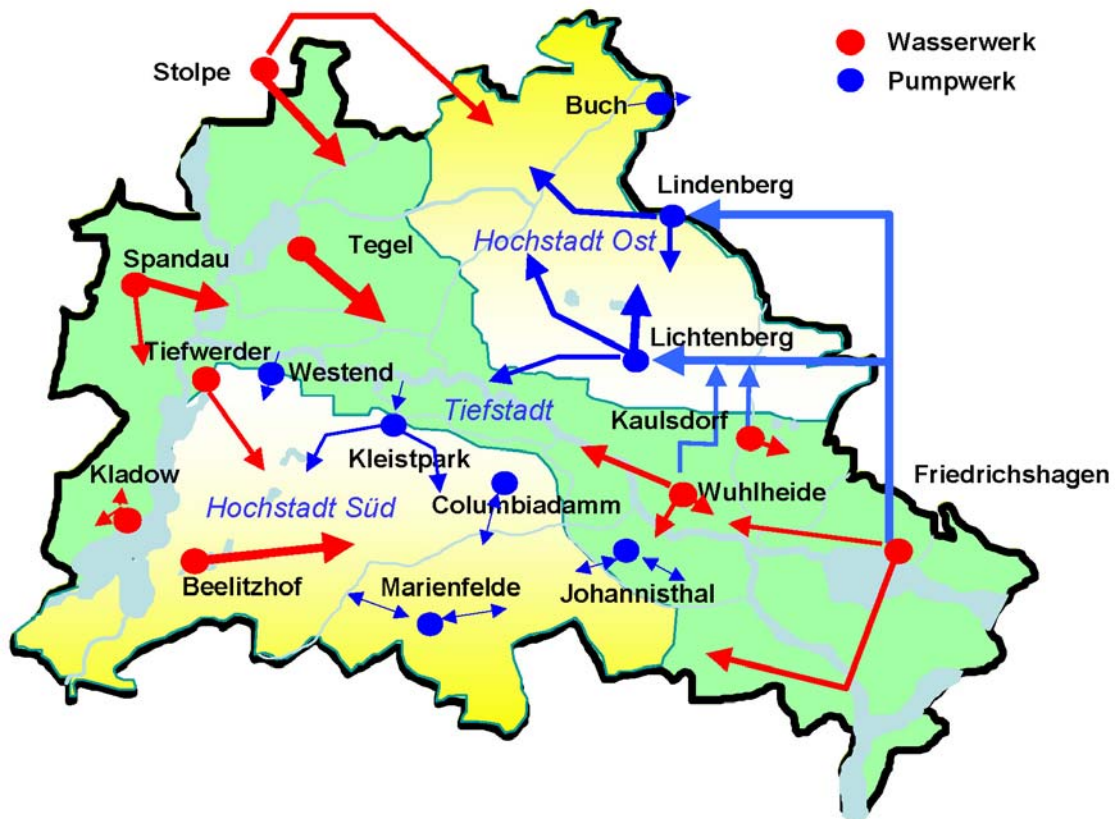 Wasserwerk
Stolpe
Pumpwerk
Buch
Lindenberg
Tegel
Hochstadt Ost
Spandau
Lichtenberg
Tiefwerder
Westend
Tiefstadt
Kaulsdorf
Kleistpark
Kladow
Friedrichshagen
Wuhlheide
Hochstadt Süd
Columbiadamm
Beelitzhof
Marienfelde
Johannisthal